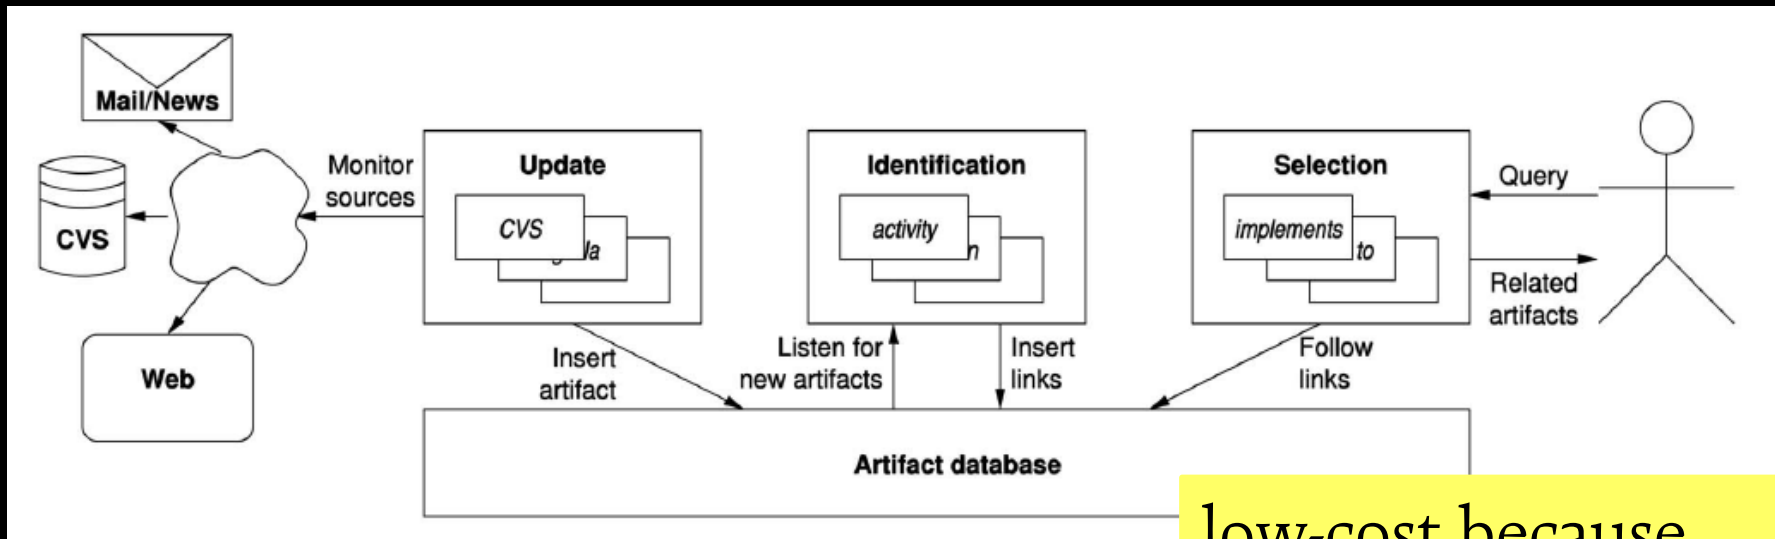 Mail/News
CVS
Web
Monitor
sources
Update
CVS
Identification
activity
Selection
implements
to
Query
Related
artifacts
Insert
artifact
Listen for
new artifacts
Insert
links
Follow
links
Artifact database
low-cost because